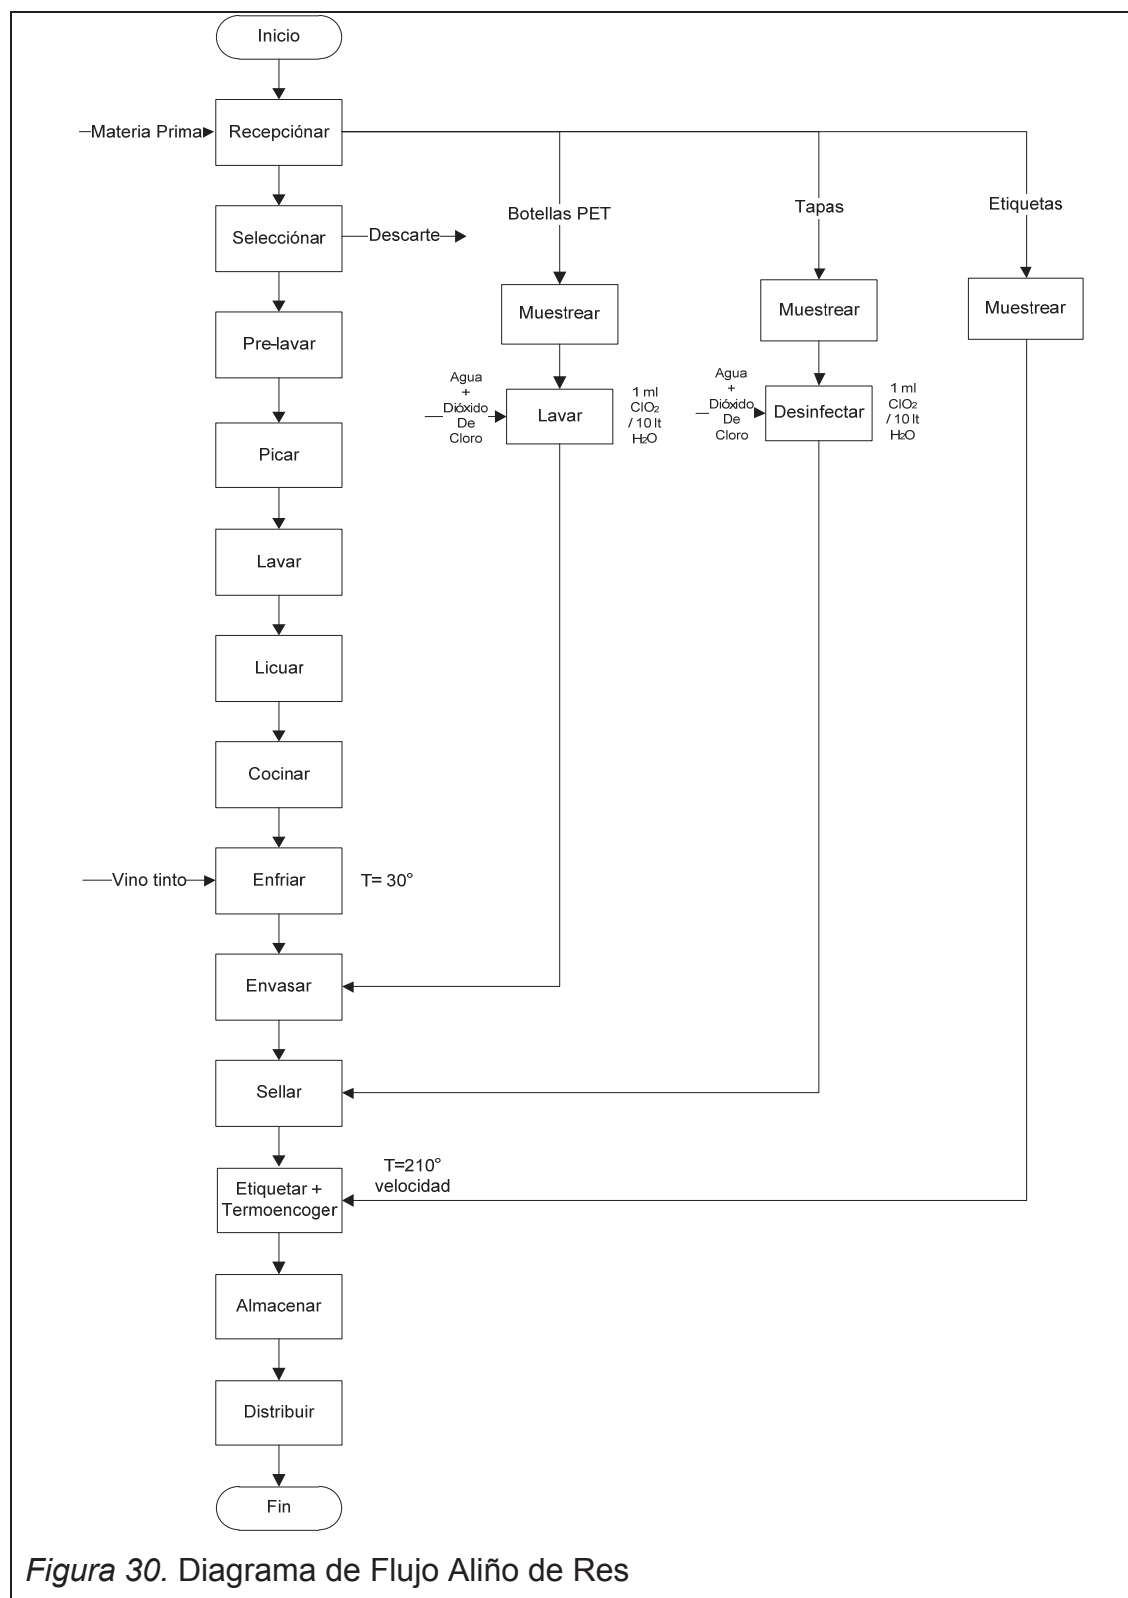 Inicio
Materia Prima
Recepciónar
Botellas PET
Tapas
Etiquetas
Selecciónar
Descarte
Muestrear
Muestrear
Muestrear
Pre-lavar
Agua
+
Dióxido
De
Cloro
Lavar
1 ml
ClO₂
/ 10 lt
H₂O
Agua
+
Dióxido
De
Cloro
Desinfectar
1 ml
ClO₂
/ 10 lt
H₂O
Picar
Lavar
Licuar
Cocinar
Vino tinto
Enfriar
T= 30°
Envasar
Sellar
T=210°
velocidad
Etiquetar +
Termoencoger
Almacenar
Distribuir
Fin
Figura 30. Diagrama de Flujo Aliño de Res